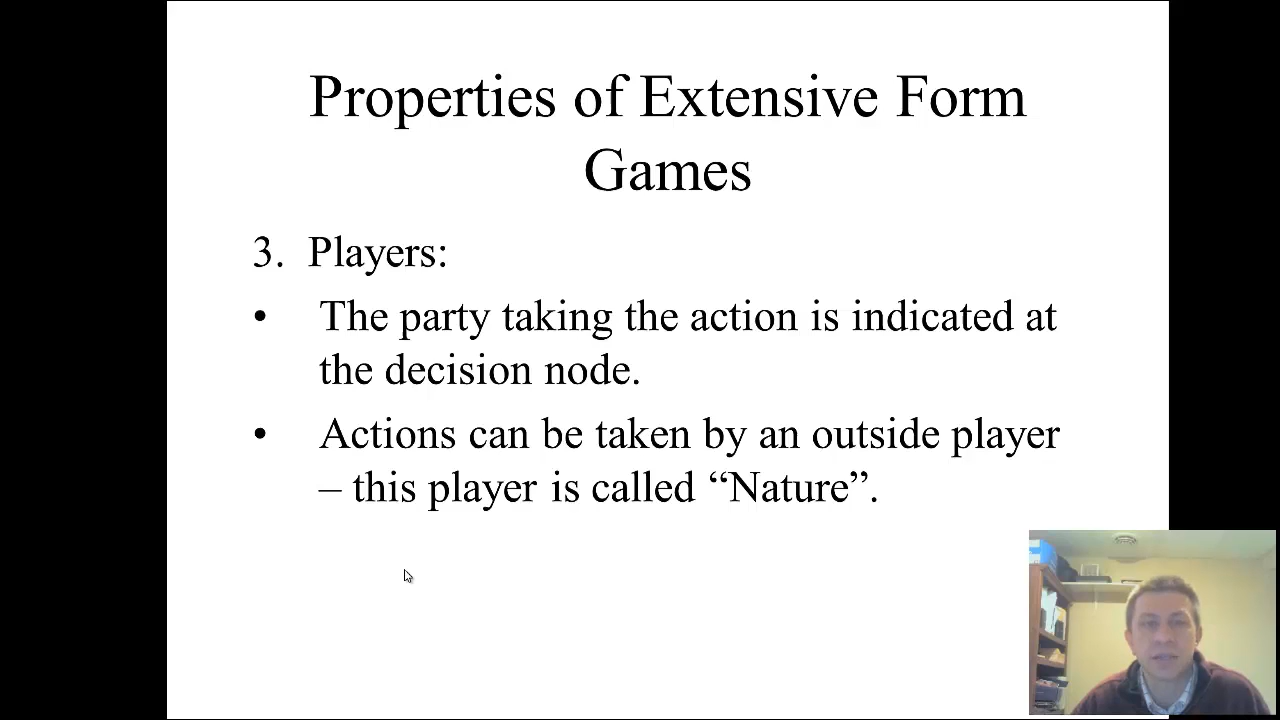 Properties of Extensive Form
Games
3. Players:
• The party taking the action is indicated at
the decision node.
• Actions can be taken by an outside player
– this player is called “Nature”.